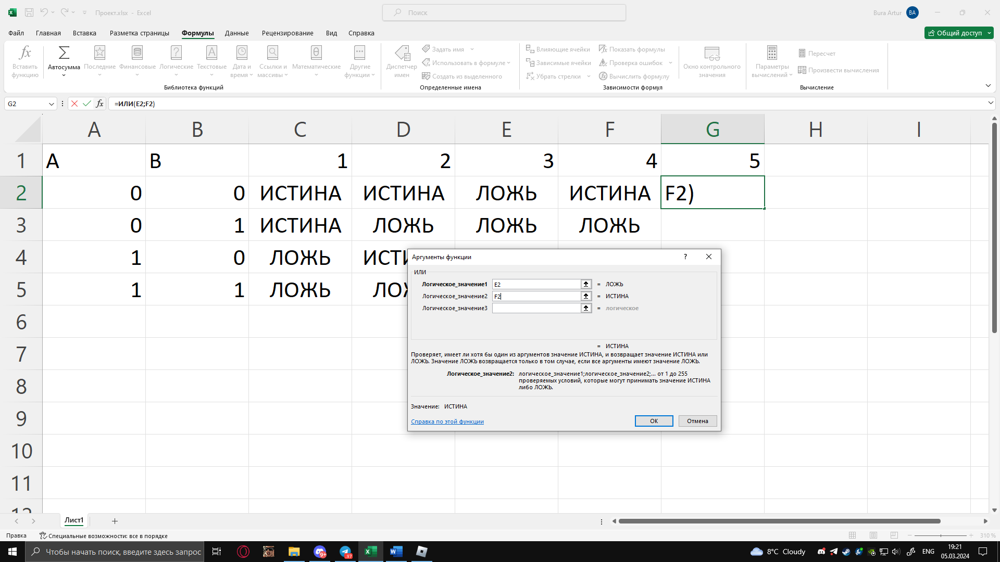 Проект.xlsx - Excel
Поиск
Bura Artur
BA
Файл Главная Вставка Разметка страницы Формулы Данные Рецензирование Вид Справка
Общий доступ
Вставить функцию
Автосумма
Последние
Финансовые
Логические
Текстовые
Дата и время
Ссылки и массивы
Математические
Другие функции
Библиотека функций
Диспетчер имен
Задать имя
Использовать в формуле
Создать из выделенного
Определенные имена
Влияющие ячейки
Зависимые ячейки
Убрать стрелки
Показать формулы
Проверка ошибок
Вычислить формулу
Зависимости формул
Окно контрольного значения
Параметры вычислений
Пересчет
Произвести вычисления
Вычисление
G2
fx
=ИЛИ(E2;F2)
A B C D E F G H I
1 A B 1 2 3 4 5
2 0 0 ИСТИНА ИСТИНА ЛОЖЬ ИСТИНА F2)
3 0 1 ИСТИНА ЛОЖЬ ЛОЖЬ ЛОЖЬ
4 1 0 ЛОЖЬ
5 1 1 ЛОЖЬ
6
7
8
9
10
11
12
Аргументы функции
?
ИЛИ
Логическое_значение1 E2 = ЛОЖЬ
Логическое_значение2 F2 = ИСТИНА
Логическое_значение3 = логическое
= ИСТИНА
Проверяет, имеет ли хотя бы один из аргументов значение ИСТИНА, и возвращает значение ИСТИНА или
ЛОЖЬ. Значение ЛОЖЬ возвращается только в том случае, если все аргументы имеют значение ЛОЖЬ.
Логическое_значение2: логическое_значение1;логическое_значение2;... от 1 до 255
проверяемых условий, которые могут принимать значение ИСТИНА
либо ЛОЖЬ.
Значение: ИСТИНА
Справка по этой функции
ОК
Отмена
Лист1
Правка
Специальные возможности: все в порядке
310 %
Чтобы начать поиск, введите здесь запрос
9+
97
8°C Cloudy
ENG
19:21
05.03.2024